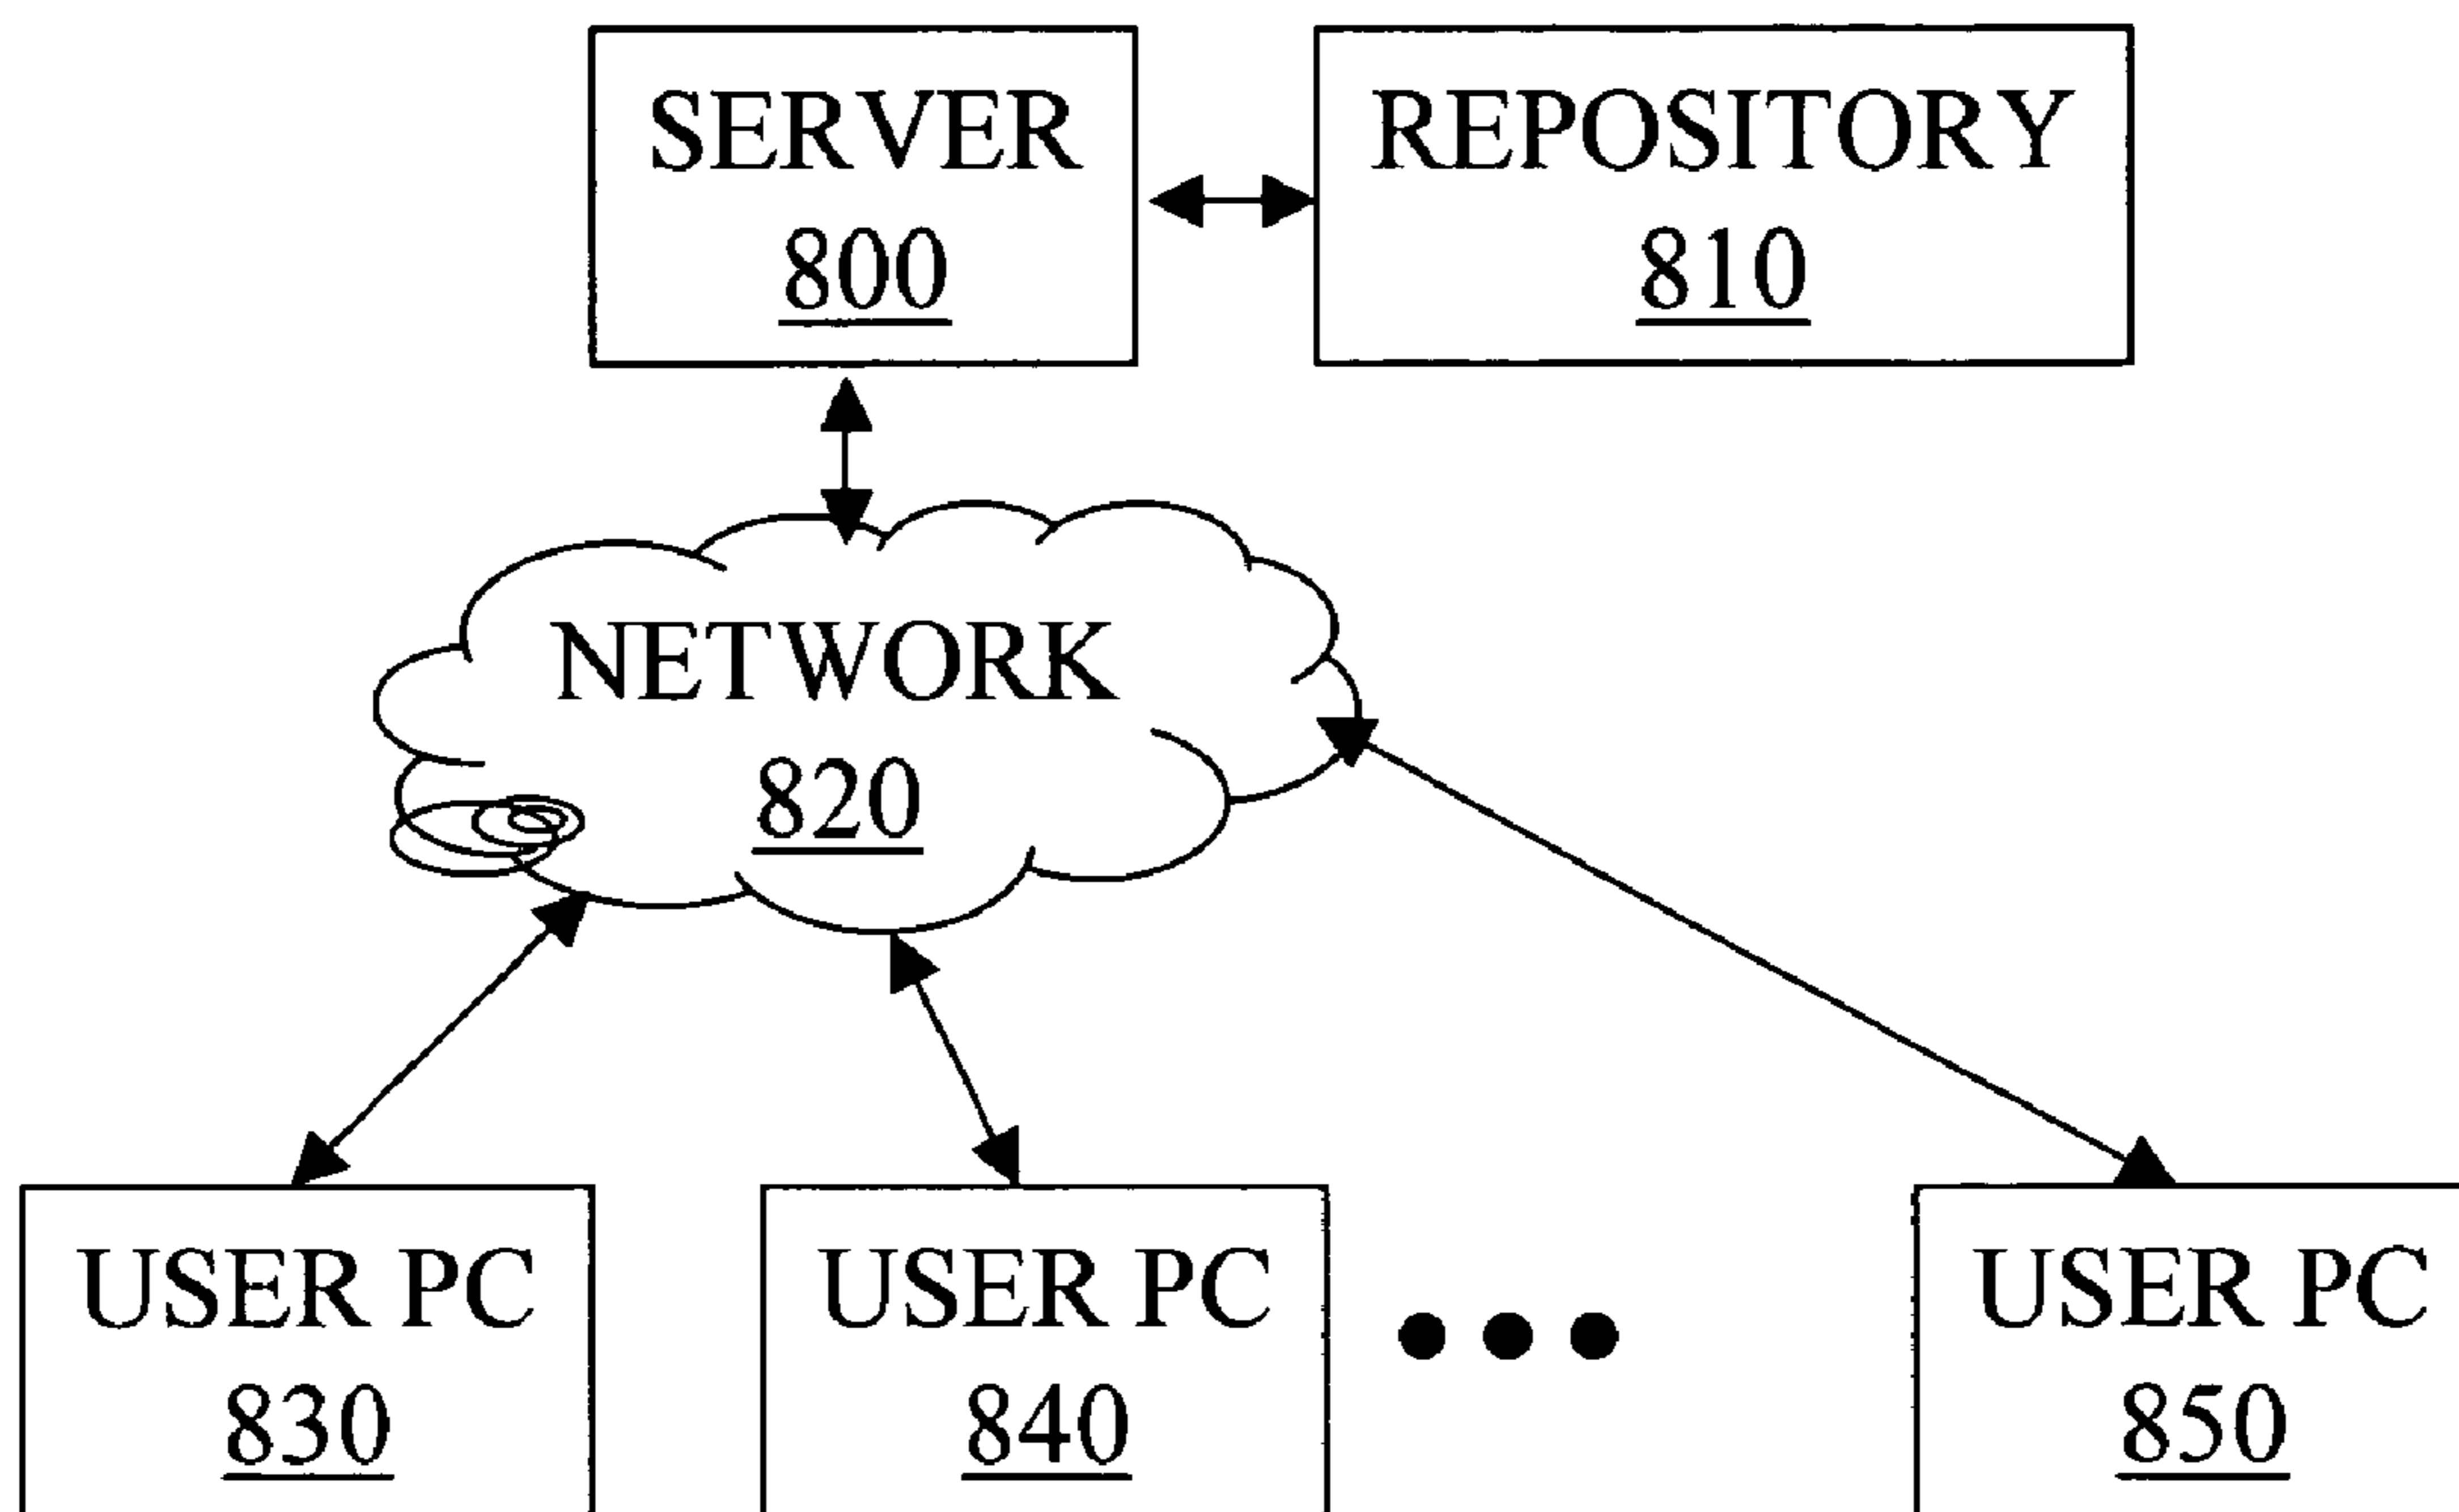 SERVER
800
REPOSITORY
810
NETWORK
820
USER PC
830
USER PC
840
USER PC
850